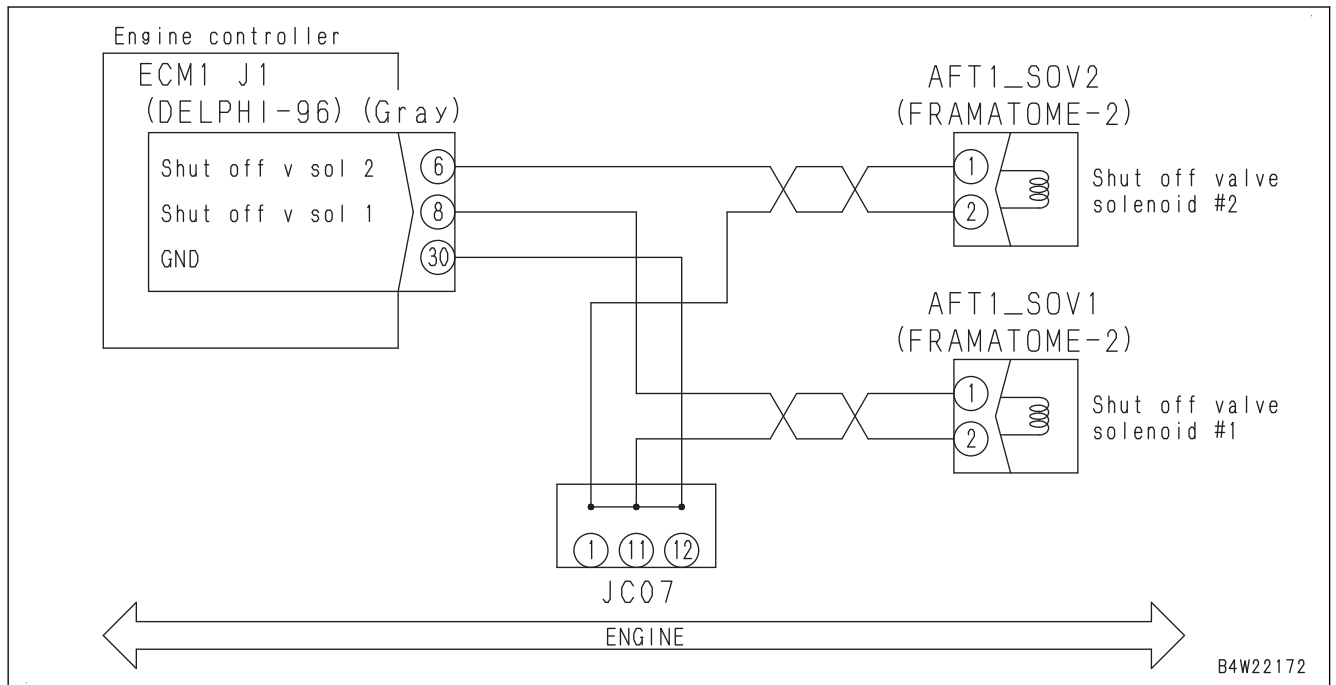 Engine controller
ECM1 J1
(DELPHI-96) (Gray)
Shut off v sol 2
6
Shut off v sol 1
8
GND
30
AFT1_SOV2
(FRAMATOME-2)
1
2
Shut off valve
solenoid #2
AFT1_SOV1
(FRAMATOME-2)
1
2
Shut off valve
solenoid #1
1 11 12
JC07
ENGINE
B4W22172